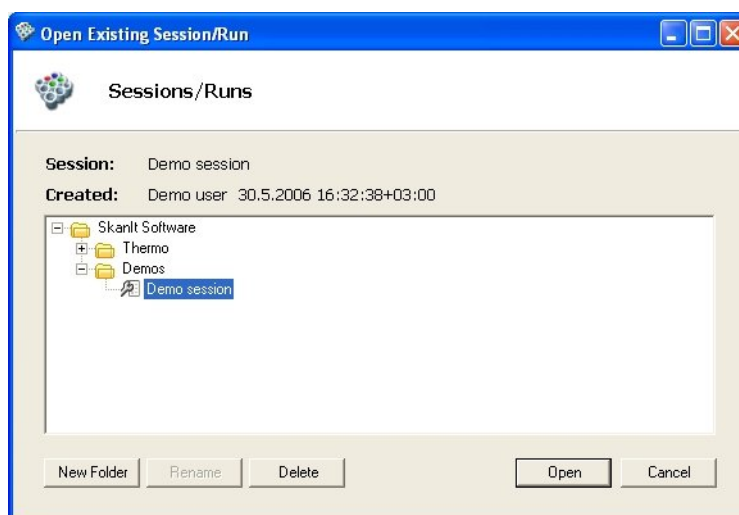 Open Existing Session/Run
Sessions/Runs
Session: Demo session
Created: Demo user 30.5.2006 16:32:38+03:00
SkanIt Software
Thermo
Demos
Demo session
New Folder Rename Delete Open Cancel